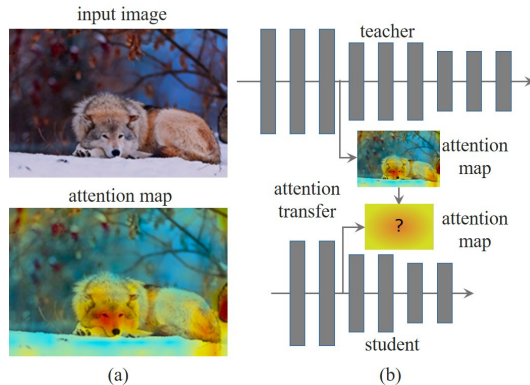 input image
attention map
(a)
teacher
attention
map
attention
transfer
?
attention
map
student
(b)